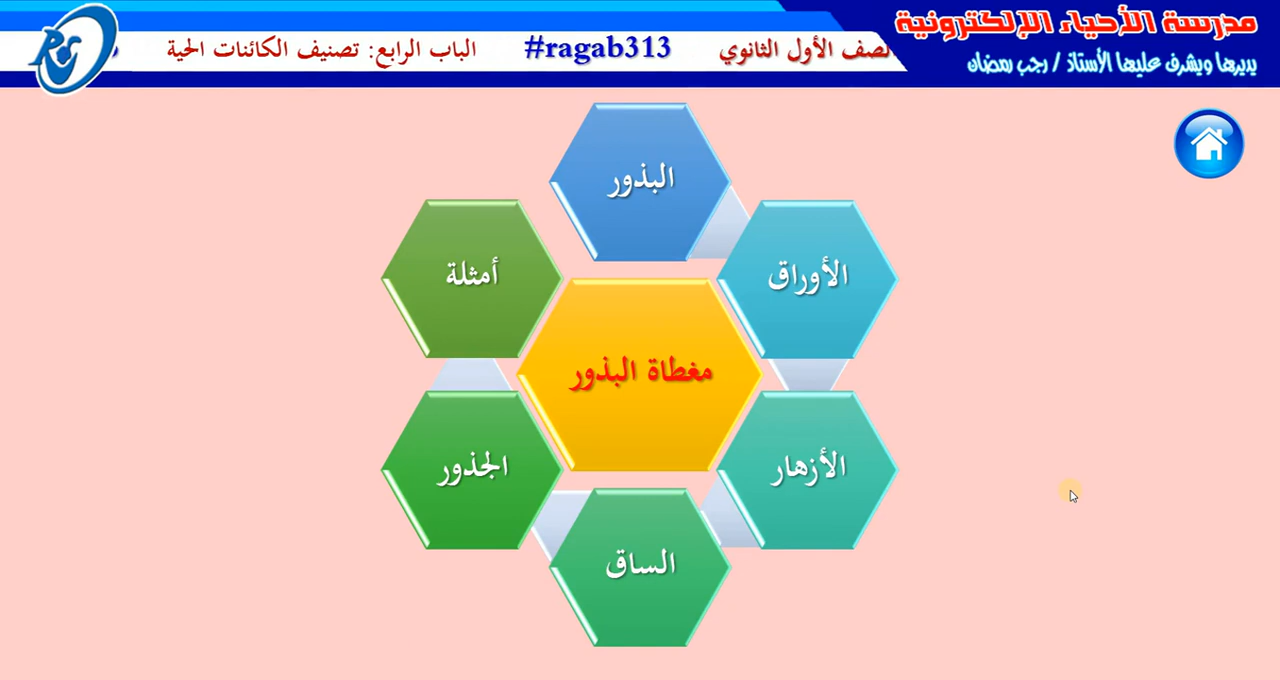 مدرسة الأحياء الإلكترونية
يديرها ويشرف عليها الأستاذ / رجب رمضان
لصف الأول الثانوي #ragab313 الباب الرابع: تصنيف الكائنات الحية
البذور
الأوراق
الأزهار
الساق
الجذور
أمثلة
مغطاة البذور